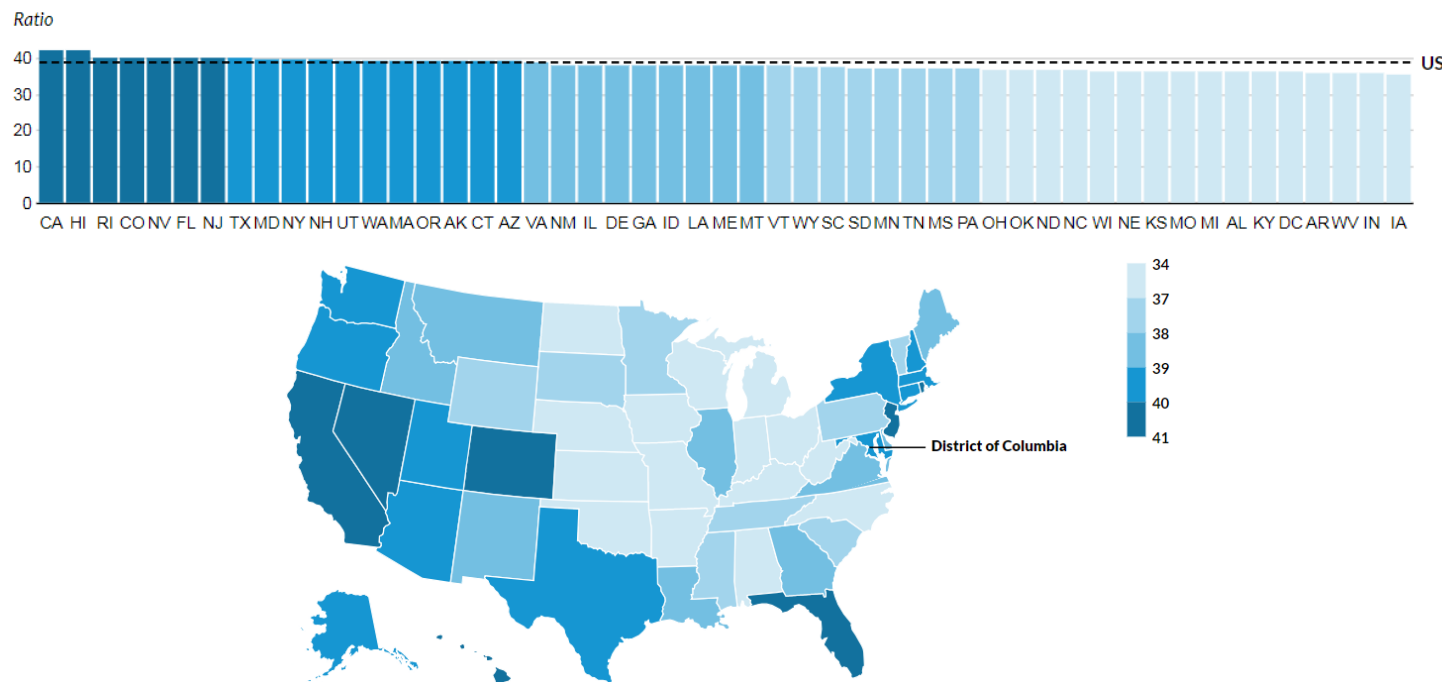 Ratio
40
US
30
20
10
0
CA HI RI CO NV FL NJ TX MD NY NH UT WA MA OR AK CT AZ VA NM IL DE GA ID LA ME MT VT WY SC SD MN TN MS PA OH OK ND NC WI NE KS MO MI AL KY DC AR WV IN IA
34
37
38
39
40
41
District of Columbia